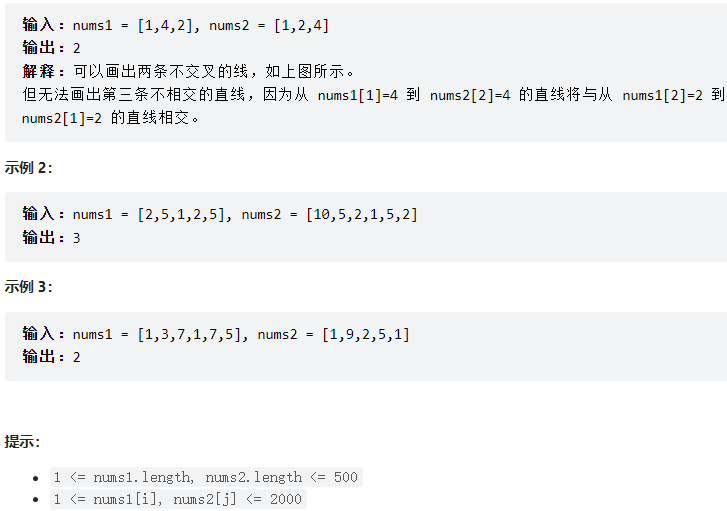 输入：nums1 = [1,4,2], nums2 = [1,2,4]
输出：2
解释：可以画出两条不交叉的线，如上图所示。
但无法画出第三条不相交的直线，因为从 nums1[1]=4 到 nums2[2]=4 的直线将与从 nums1[2]=2 到
nums2[1]=2 的直线相交。
示例 2：
输入：nums1 = [2,5,1,2,5], nums2 = [10,5,2,1,5,2]
输出：3
示例 3：
输入：nums1 = [1,3,7,1,7,5], nums2 = [1,9,2,5,1]
输出：2
提示：
• 1 <= nums1.length, nums2.length <= 500
• 1 <= nums1[i], nums2[j] <= 2000